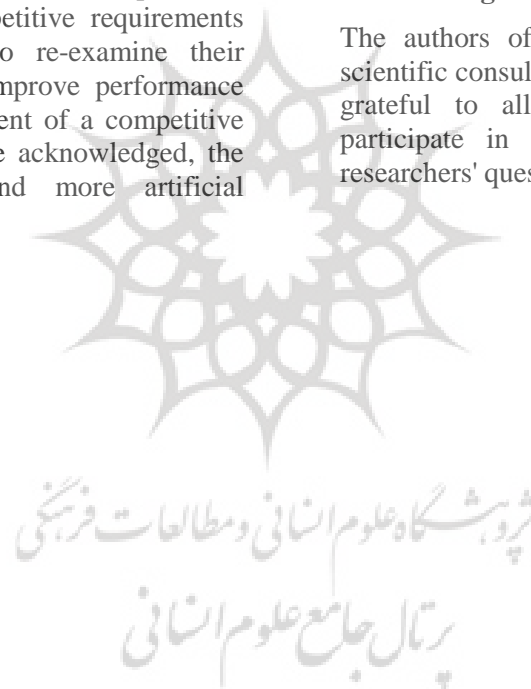 petitive requirements
o re-examine their
mprove performance
ent of a competitive
e acknowledged, the
nd more artificial
The authors of
scientific consul
grateful to all
participate in
researchers' ques
پژوهشگاه علوم انسانی و مطالعات فرهنگی
پرتال جامع علوم انسانی